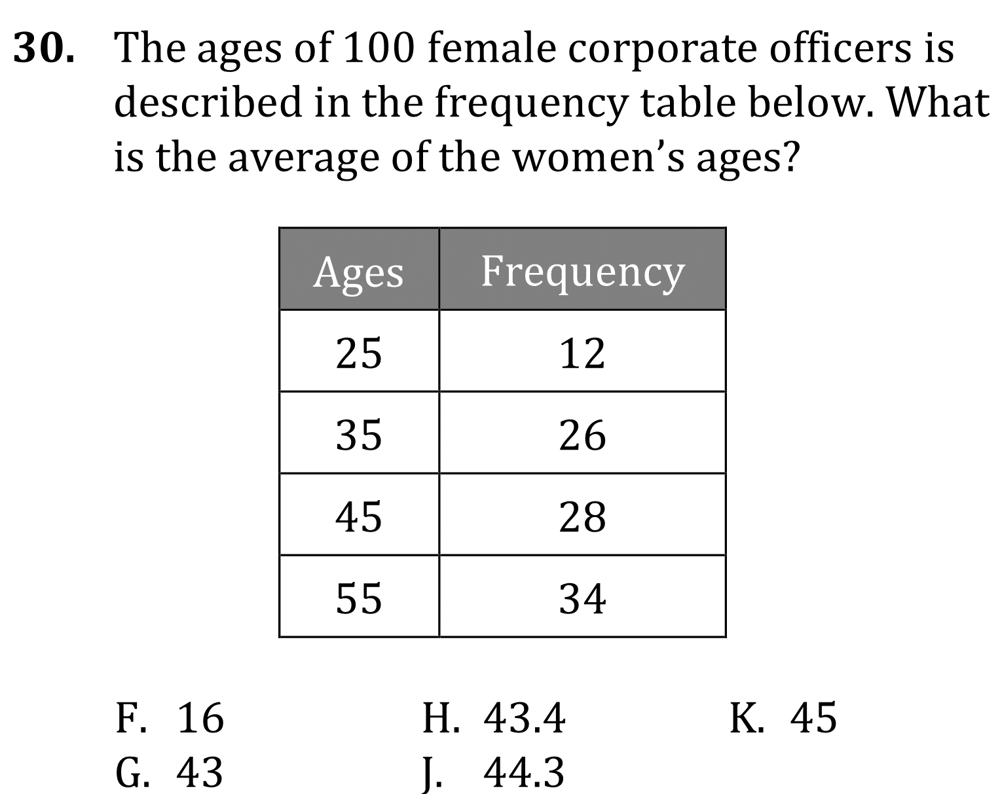 30. The ages of 100 female corporate officers is
described in the frequency table below. What
is the average of the women’s ages?
Ages Frequency
25 12
35 26
45 28
55 34
F. 16 H. 43.4 K. 45
G. 43 J. 44.3